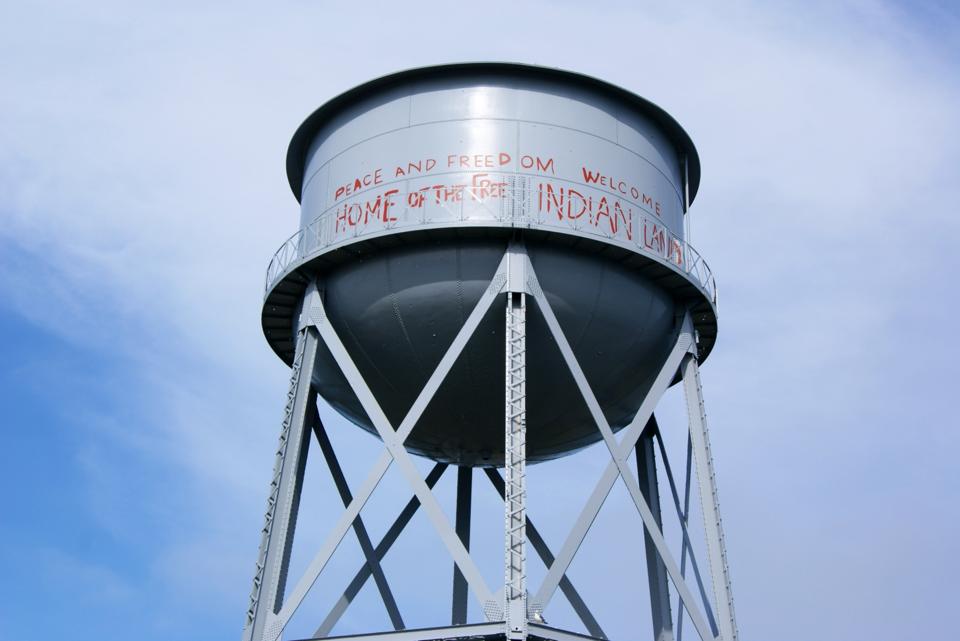 PEACE AND FREEDOM WELCOME
HOME OF THE FREE INDIAN LAND